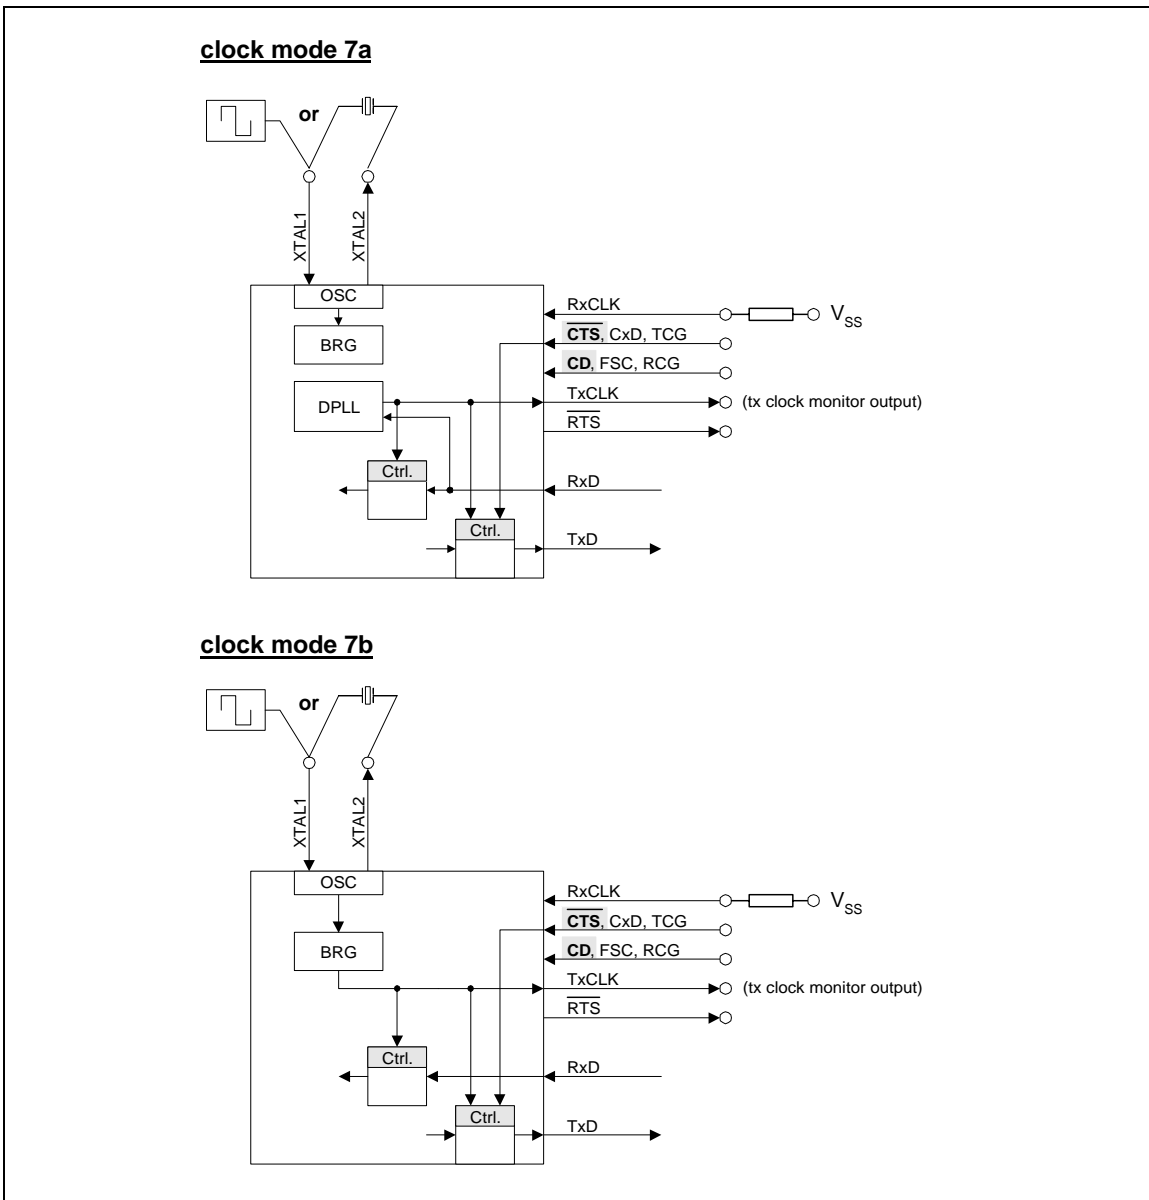 clock mode 7a
or
XTAL1
XTAL2
OSC
BRG
DPLL
Ctrl.
Ctrl.
RxCLK
VSS
CTS, CxD, TCG
CD, FSC, RCG
TxCLK
(tx clock monitor output)
RTS
RxD
TxD
clock mode 7b
or
XTAL1
XTAL2
OSC
BRG
Ctrl.
Ctrl.
RxCLK
VSS
CTS, CxD, TCG
CD, FSC, RCG
TxCLK
(tx clock monitor output)
RTS
RxD
TxD